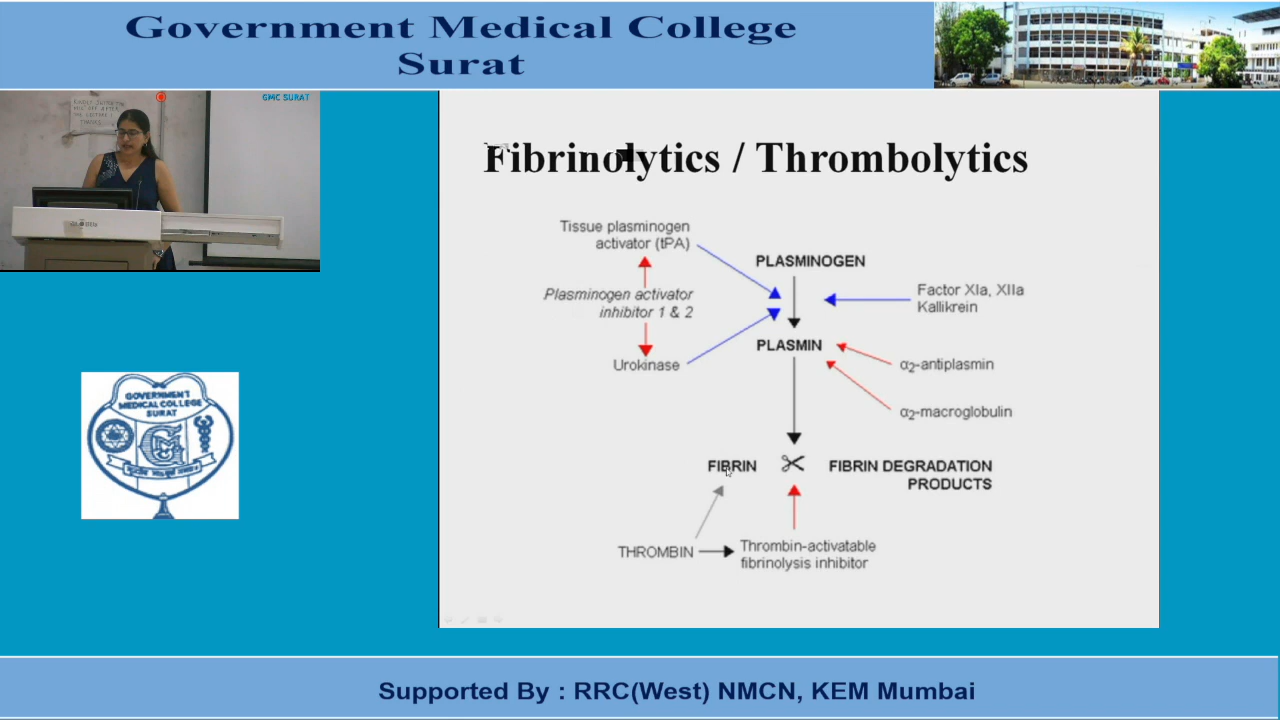 Government Medical College
Surat
GMC SURAT
Fibrinolytics / Thrombolytics
Tissue plasminogen
activator (tPA)
PLASMINOGEN
Plasminogen activator
inhibitor 1 & 2
Factor XIa, XIIa
Kallikrein
PLASMIN
Urokinase
α2-antiplasmin
α2-macroglobulin
FIBRIN
FIBRIN DEGRADATION
PRODUCTS
THROMBIN
Thrombin-activatable
fibrinolysis inhibitor
GOVERNMENT
MEDICAL COLLEGE
SURAT
Supported By : RRC(West) NMCN, KEM Mumbai